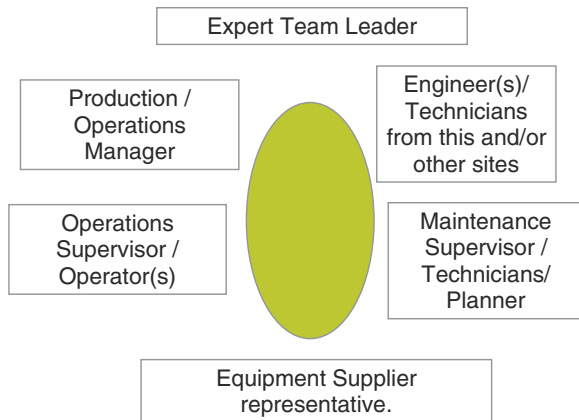 Expert Team Leader
Production /
Operations
Manager
Engineer(s)/
Technicians
from this and/or
other sites
Operations
Supervisor /
Operator(s)
Maintenance
Supervisor /
Technicians/
Planner
Equipment Supplier
representative.